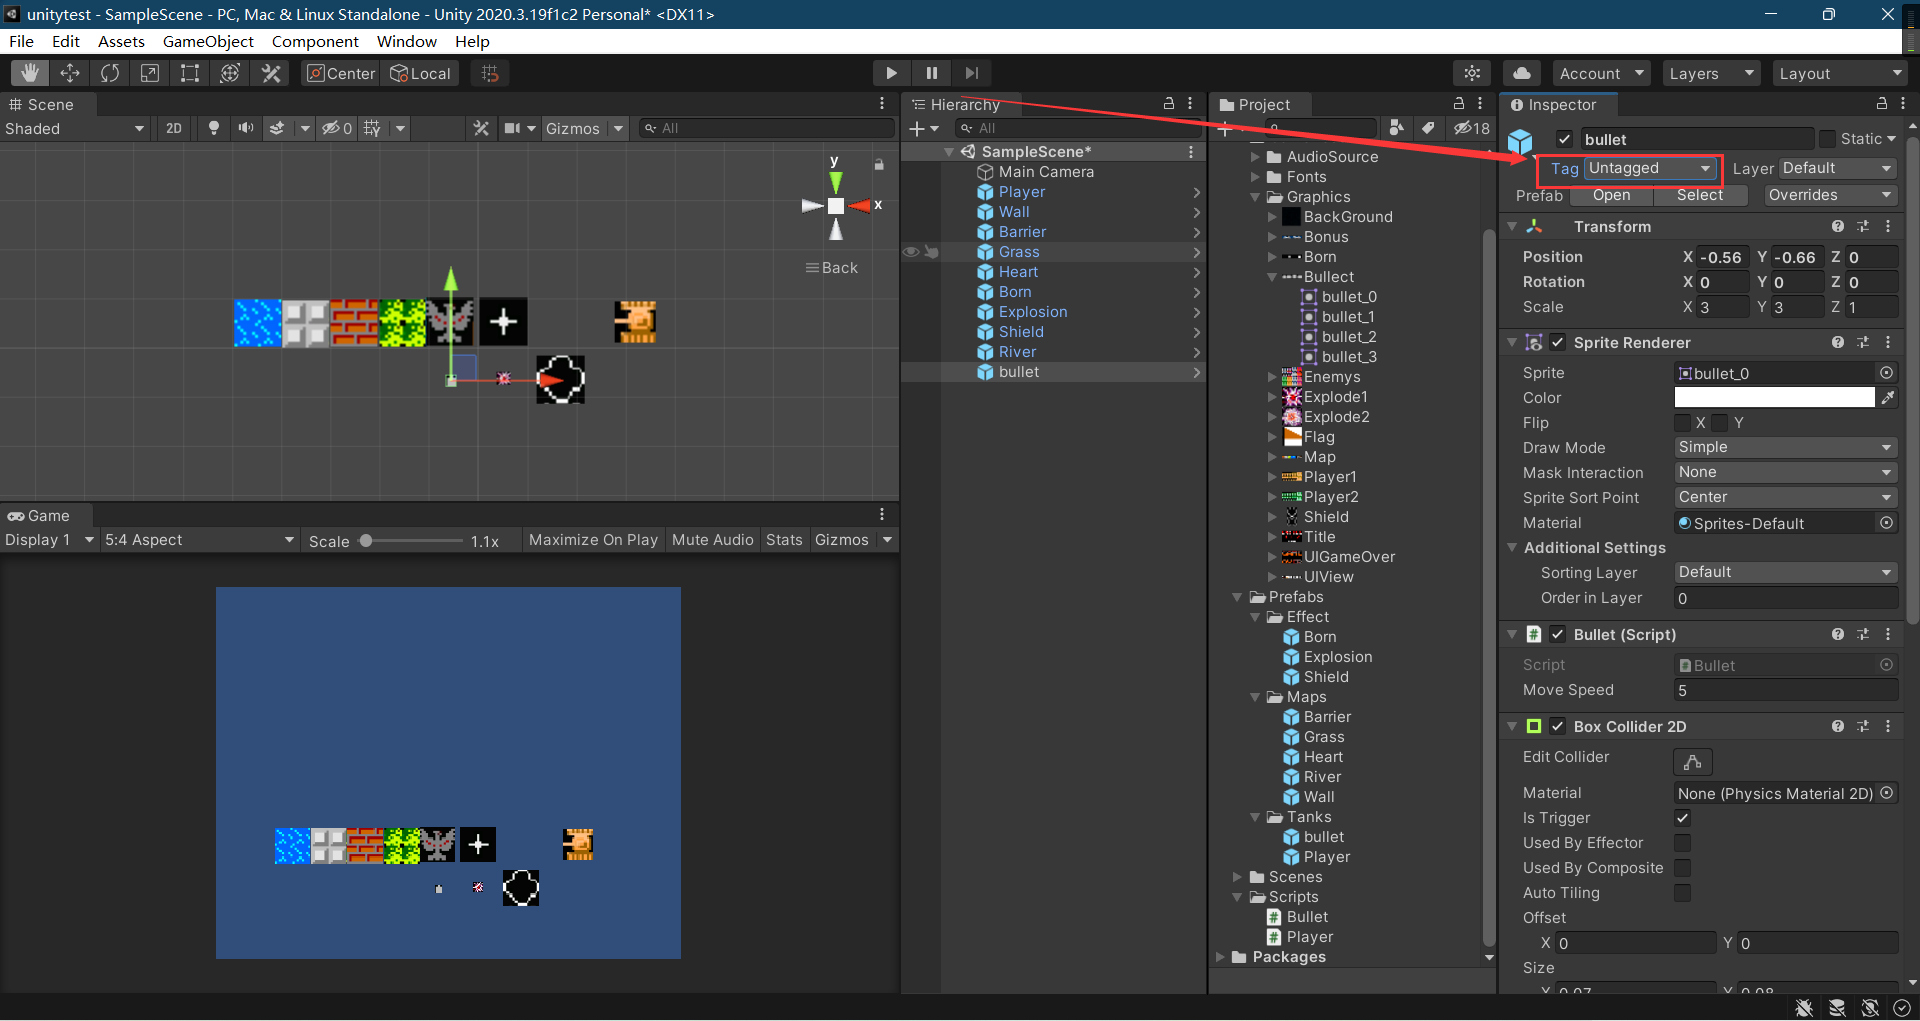 unitytest - SampleScene - PC, Mac & Linux Standalone - Unity 2020.3.19f1c2 Personal* <DX11>
File Edit Assets GameObject Component Window Help
Center Local Account Layers Layout
Scene
Shaded 2D 0 Gizmos All
y
x
Back
Game
Display 1 5:4 Aspect Scale 1.1x Maximize On Play Mute Audio Stats Gizmos
Hierarchy
All
SampleScene*
Main Camera
Player
Wall
Barrier
Grass
Heart
Born
Explosion
Shield
River
bullet
Project
18
AudioSource
Fonts
Graphics
BackGround
Bonus
Born
Bullect
bullet_0
bullet_1
bullet_2
bullet_3
Enemys
Explode1
Explode2
Flag
Map
Player1
Player2
Shield
Title
UIGameOver
UIView
Prefabs
Effect
Born
Explosion
Shield
Maps
Barrier
Grass
Heart
River
Wall
Tanks
bullet
Player
Scenes
Scripts
Bullet
Player
Packages
Inspector
bullet Static
Tag Untagged Layer Default
Prefab Open Select Overrides
Transform
Position X -0.56 Y -0.66 Z 0
Rotation X 0 Y 0 Z 0
Scale X 3 Y 3 Z 1
Sprite Renderer
Sprite bullet_0
Color
Flip X Y
Draw Mode Simple
Mask Interaction None
Sprite Sort Point Center
Material Sprites-Default
Additional Settings
Sorting Layer Default
Order in Layer 0
Bullet (Script)
Script Bullet
Move Speed 5
Box Collider 2D
Edit Collider
Material None (Physics Material 2D)
Is Trigger
Used By Effector
Used By Composite
Auto Tiling
Offset
X 0 Y 0
Size
X 0.07 Y 0.08